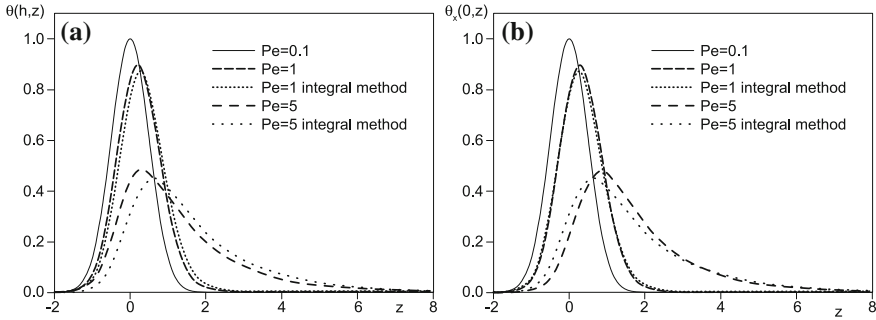 θ(h,z)
(a)
1.0
0.8
0.6
0.4
0.2
0.0
-2
0
2
4
6
z
8
Pe=0.1
Pe=1
Pe=1 integral method
Pe=5
Pe=5 integral method
θx(0,z)
(b)
1.0
0.8
0.6
0.4
0.2
0.0
-2
0
2
4
6
z
8
Pe=0.1
Pe=1
Pe=1 integral method
Pe=5
Pe=5 integral method